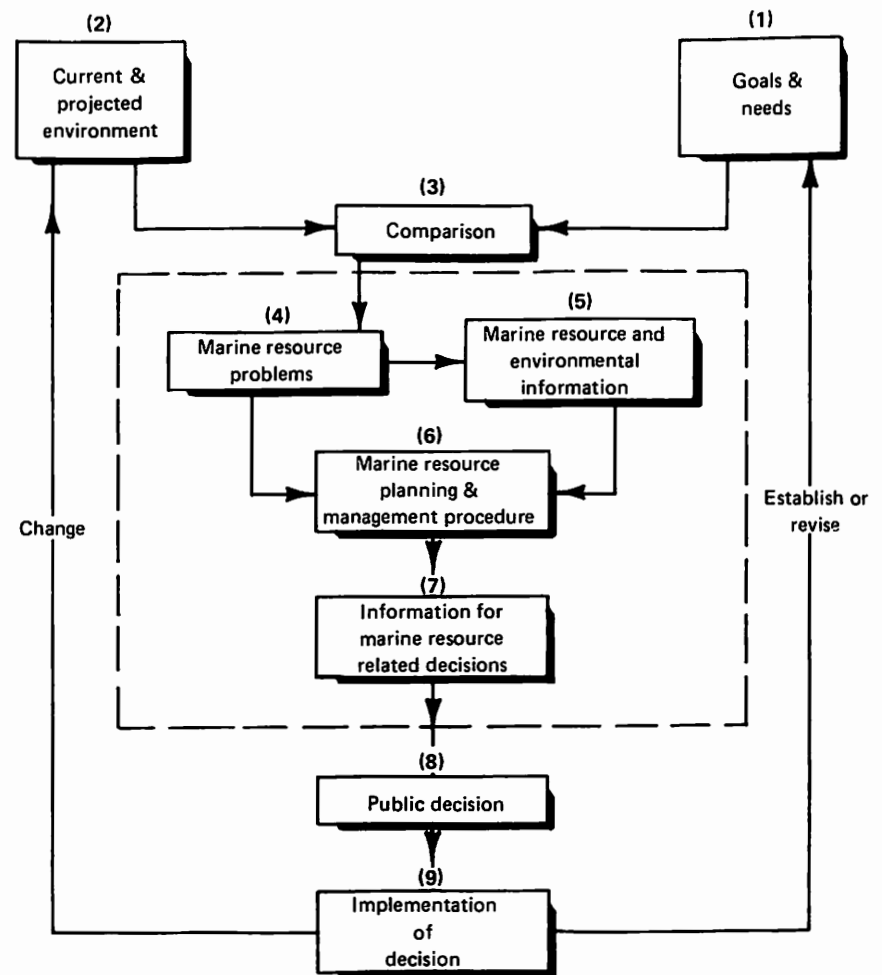 (2)
Current &
projected
environment
(1)
Goals &
needs
(3)
Comparison
(4)
Marine resource
problems
(5)
Marine resource and
environmental
information
(6)
Marine resource
planning &
management procedure
Change
Establish or
revise
(7)
Information for
marine resource
related decisions
(8)
Public decision
(9)
Implementation
of
decision